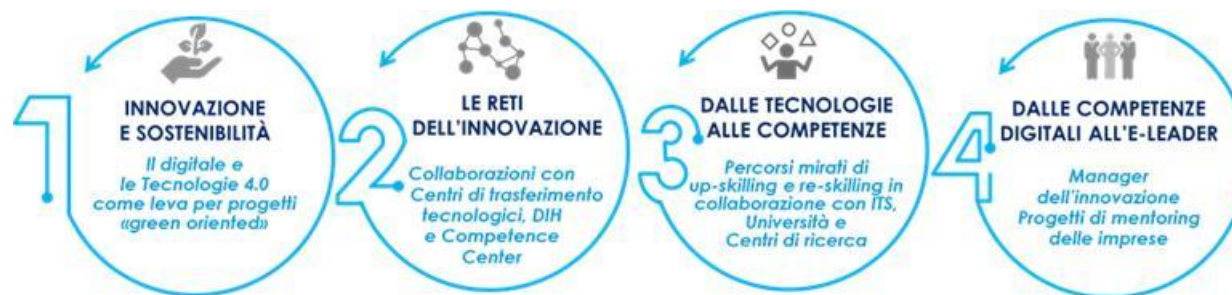 1
INNOVAZIONE
E SOSTENIBILITÀ
Il digitale e
le Tecnologie 4.0
come leva per progetti
«green oriented»
2
LE RETI
DELL'INNOVAZIONE
Collaborazioni con
Centri di trasferimento
tecnologici, DIH
e Competence
Center
3
DALLE TECNOLOGIE
ALLE COMPETENZE
Percorsi mirati di
up-skilling e re-skilling in
collaborazione con ITS,
Università e
Centri di ricerca
4
DALLE COMPETENZE
DIGITALI ALL'E-LEADER
Manager
dell'innovazione
Progetti di mentoring
delle imprese